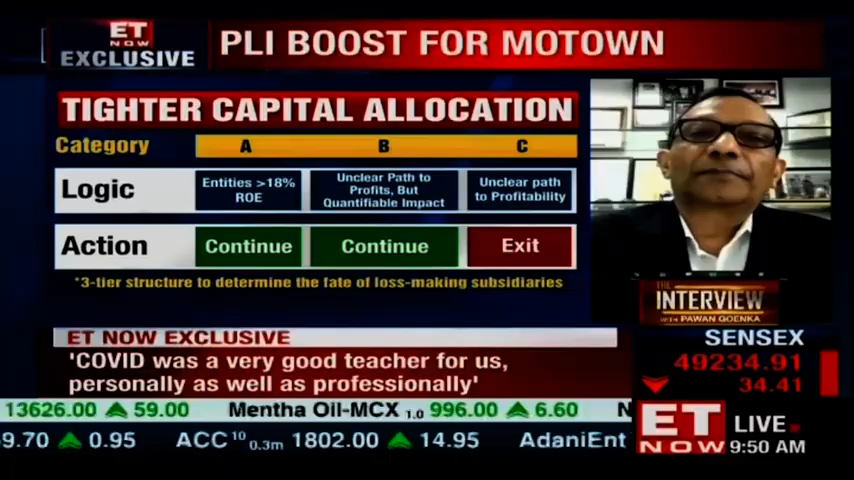 ET NOW EXCLUSIVE
PLI BOOST FOR MOTOWN
TIGHTER CAPITAL ALLOCATION
Category A B C
Logic
Entities >18% ROE
Unclear Path to Profits, But Quantifiable Impact
Unclear path to Profitability
Action Continue Continue Exit
*3-tier structure to determine the fate of loss-making subsidiaries
THE
INTERVIEW
WITH PAWAN GOENKA
ET NOW EXCLUSIVE
'COVID was a very good teacher for us,
personally as well as professionally'
SENSEX
49234.91
34.41
13626.00 59.00 Mentha Oil-MCX 1.0 996.00 6.60 N
9.70 0.95 ACC 10 0.3m 1802.00 14.95 AdaniEnt
ET NOW
LIVE
9:50 AM